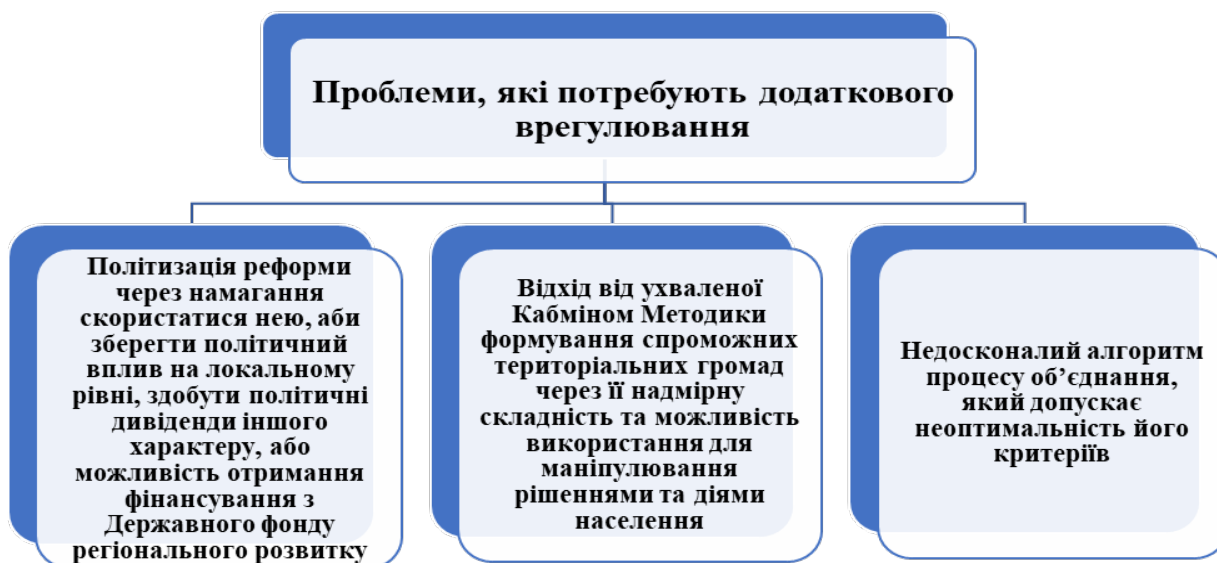 Проблеми, які потребують додаткового
врегулювання
Політизація реформи
через намагання
скористатися нею, аби
зберегти політичний
вплив на локальному
рівні, здобути політичні
дивіденди іншого
характеру, або
можливість отримання
фінансування з
Державного фонду
регіонального розвитку
Відхід від ухваленої
Кабміном Методики
формування спроможних
територіальних громад
через її надмірну
складність та можливість
використання для
маніпулювання
рішеннями та діями
населення
Недосконалий алгоритм
процесу об’єднання,
який допускає
неоптимальність його
критеріїв